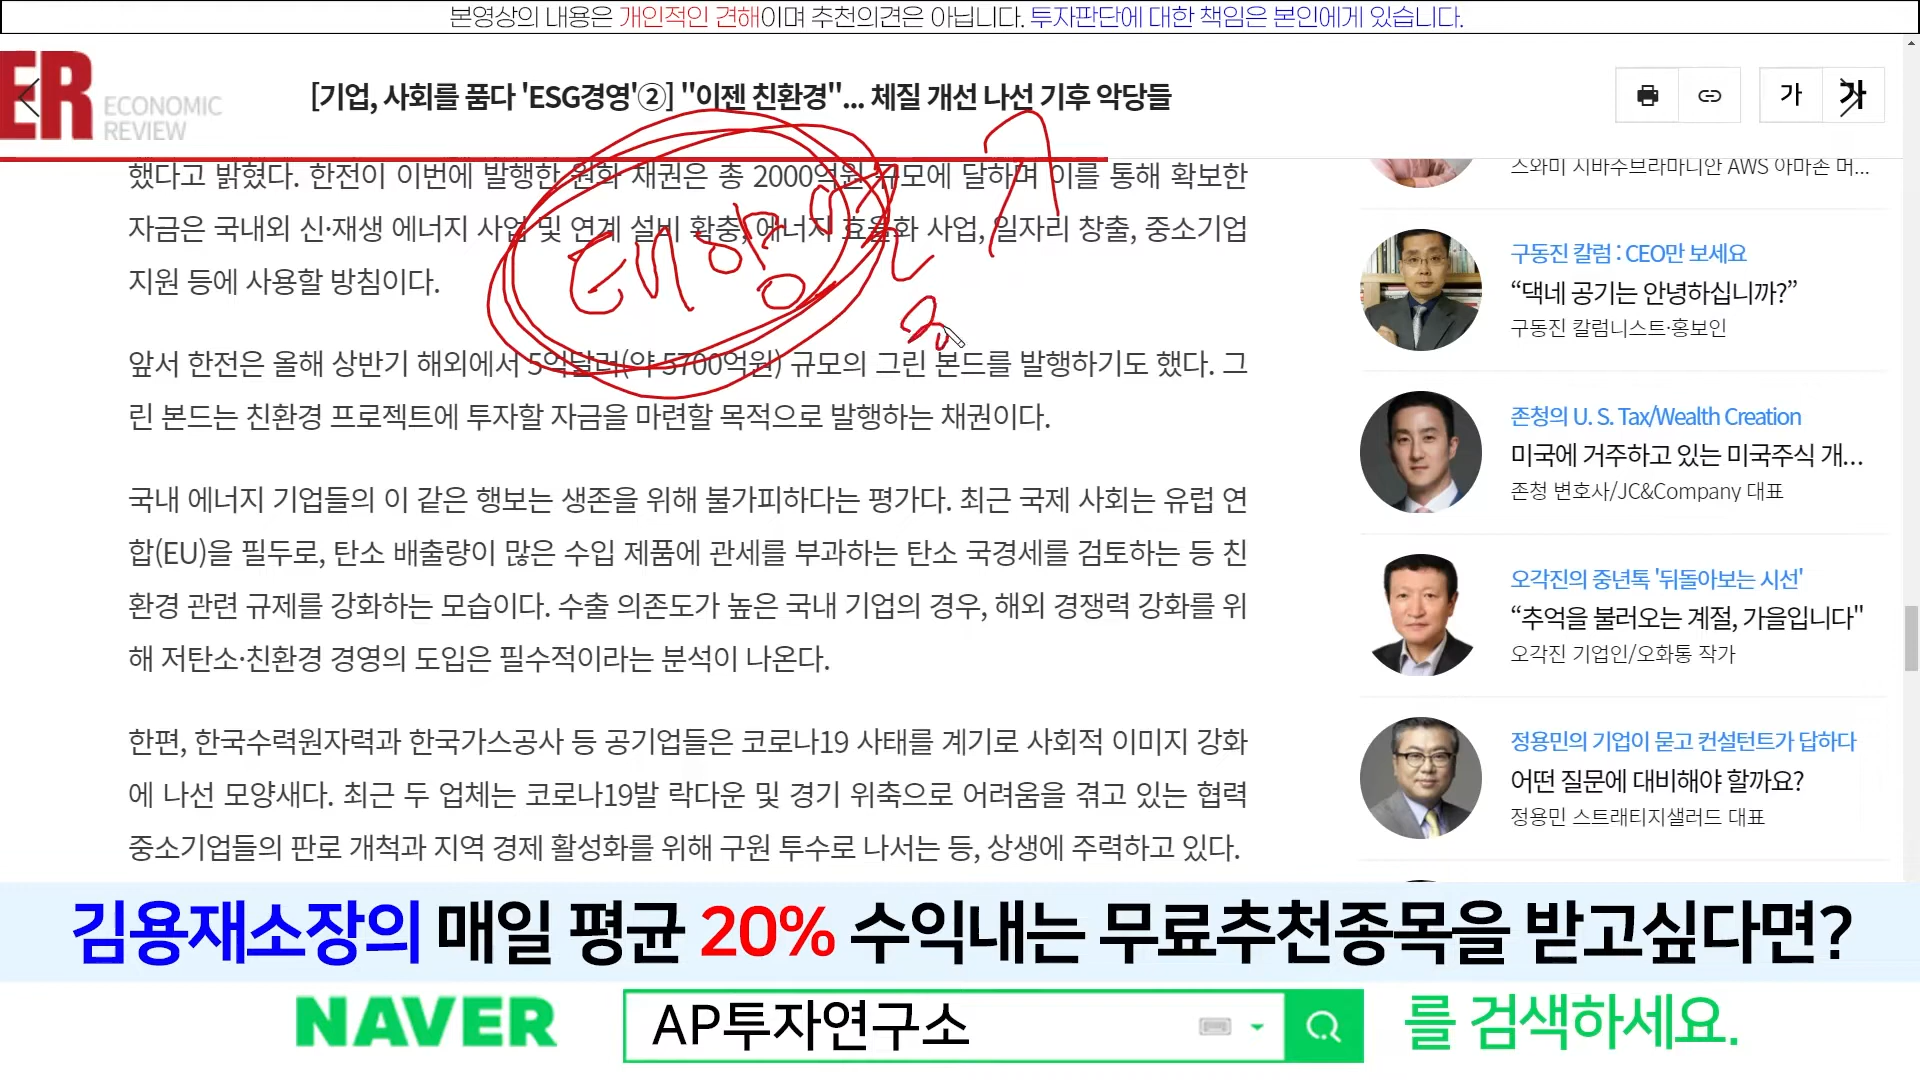 본영상의 내용은 개인적인 견해이며 추천의견은 아닙니다. 투자판단에 대한 책임은 본인에게 있습니다.
ER ECONOMIC REVIEW
[기업, 사회를 품다 'ESG경영'②] "이젠 친환경"... 체질 개선 나선 기후 악당들
가 가
했다고 밝혔다. 한전이 이번에 발행한 원화 채권은 총 2000억원 규모에 달하며 이를 통해 확보한
자금은 국내외 신·재생 에너지 사업 및 연계 설비 확충, 에너지 효율화 사업, 일자리 창출, 중소기업
지원 등에 사용할 방침이다.
앞서 한전은 올해 상반기 해외에서 5억달러(약 5700억원) 규모의 그린 본드를 발행하기도 했다. 그
린 본드는 친환경 프로젝트에 투자할 자금을 마련할 목적으로 발행하는 채권이다.
국내 에너지 기업들의 이 같은 행보는 생존을 위해 불가피하다는 평가다. 최근 국제 사회는 유럽 연
합(EU)을 필두로, 탄소 배출량이 많은 수입 제품에 관세를 부과하는 탄소 국경세를 검토하는 등 친
환경 관련 규제를 강화하는 모습이다. 수출 의존도가 높은 국내 기업의 경우, 해외 경쟁력 강화를 위
해 저탄소·친환경 경영의 도입은 필수적이라는 분석이 나온다.
한편, 한국수력원자력과 한국가스공사 등 공기업들은 코로나19 사태를 계기로 사회적 이미지 강화
에 나선 모양새다. 최근 두 업체는 코로나19발 락다운 및 경기 위축으로 어려움을 겪고 있는 협력
중소기업들의 판로 개척과 지역 경제 활성화를 위해 구원 투수로 나서는 등, 상생에 주력하고 있다.
스와미 시바수브라마니안 AWS 아마존 머...
구동진 칼럼 : CEO만 보세요
“댁네 공기는 안녕하십니까?”
구동진 칼럼니스트·홍보인
존청의 U. S. Tax/Wealth Creation
미국에 거주하고 있는 미국주식 개...
존청 변호사/JC&Company 대표
오각진의 중년톡 '뒤돌아보는 시선'
“추억을 불러오는 계절, 가을입니다"
오각진 기업인/오화통 작가
정용민의 기업이 묻고 컨설턴트가 답하다
어떤 질문에 대비해야 할까요?
정용민 스트래티지샐러드 대표
김용재소장의 매일 평균 20% 수익내는 무료추천종목을 받고싶다면?
NAVER AP투자연구소 를 검색하세요.